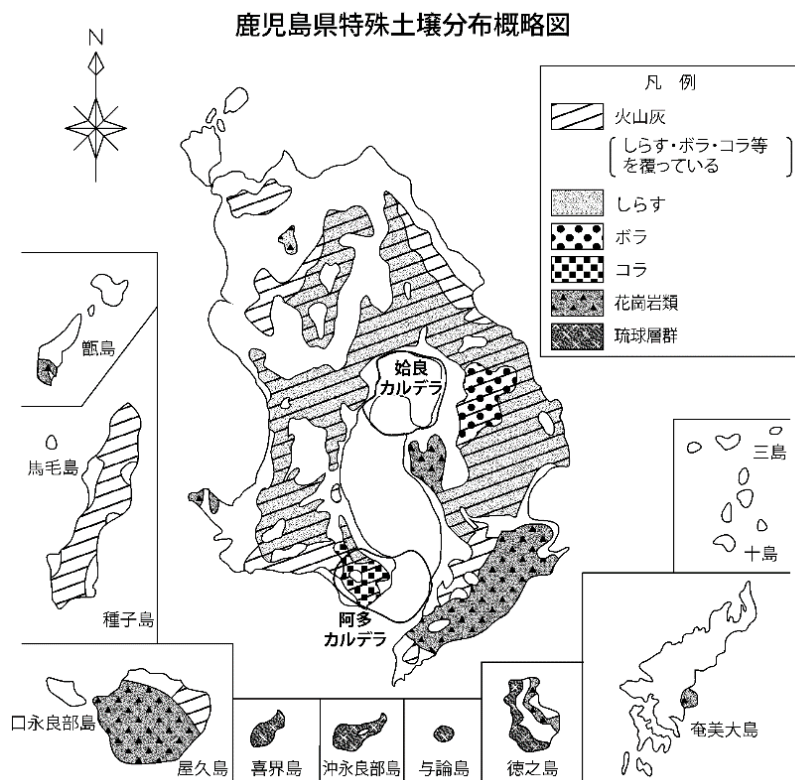 鹿児島県特殊土壌分布概略図
N
凡 例
火山灰
しらす・ボラ・コラ等
を覆っている
しらす
ボラ
コラ
花崗岩類
琉球層群
甑島
姶良
カルデラ
馬毛島
三島
十島
種子島
阿多
カルデラ
口永良部島
屋久島
喜界島
沖永良部島
与論島
徳之島
奄美大島